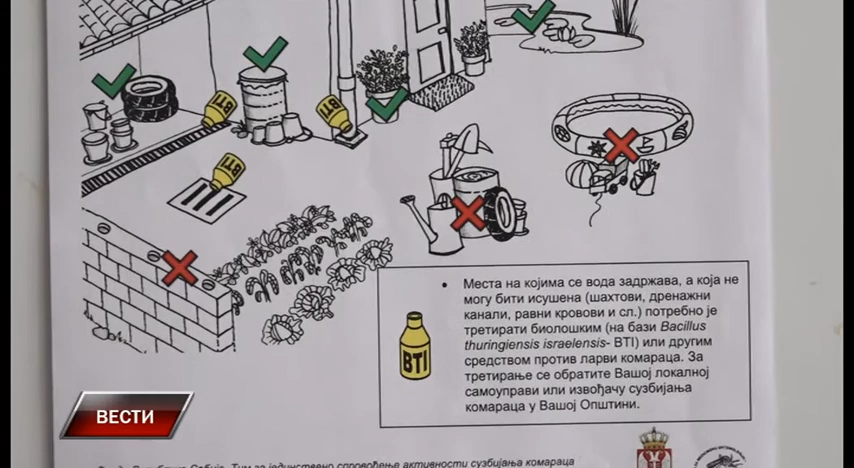 BTI
BTI
BTI
• Места на којима се вода задржава, а која не
могу бити исушена (шахтови, дренажни
канали, равни кровови и сл.) потребно је
третирати биолошким (на бази Bacillus
thuringiensis israelensis- BTI) или другим
средством против ларви комараца. За
третирање се обратите Вашој локалној
самоуправи или извођачу сузбијања
комараца у Вашој Општини.
BTI
ВЕСТИ
Тим за јединствено спровођење активности сузбијања комараца